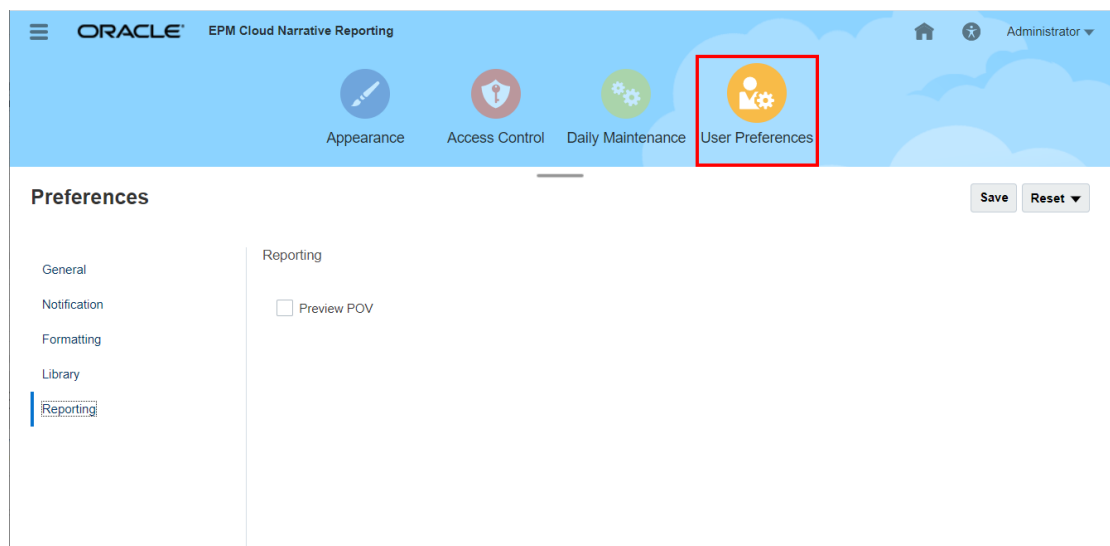 ORACLE EPM Cloud Narrative Reporting Administrator
Appearance Access Control Daily Maintenance User Preferences
Preferences Save Reset
General
Notification
Formatting
Library
Reporting
Reporting
Preview POV